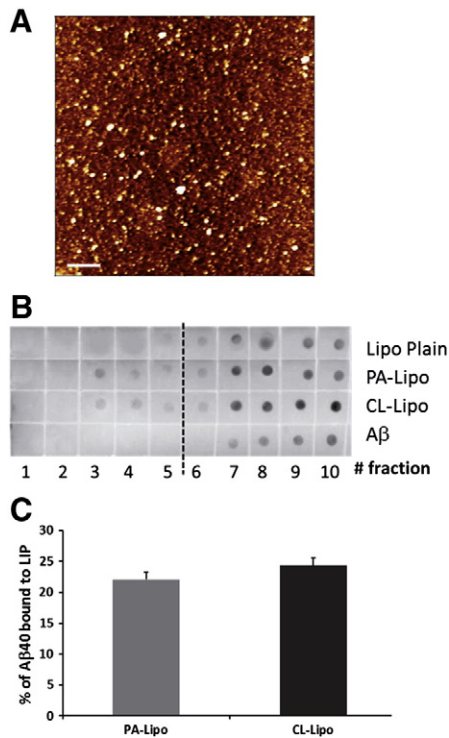 A
B
Lipo Plain
PA-Lipo
CL-Lipo
Aβ
1 2 3 4 5 6 7 8 9 10 # fraction
C
% of Aβ40 bound to LIP
30
25
20
15
10
5
0
PA-Lipo CL-Lipo